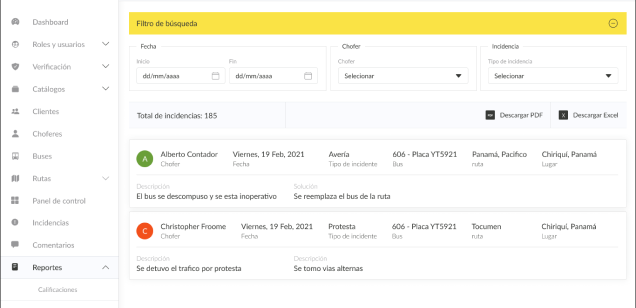 Dashboard
Roles y usuarios
Verificación
Catálogos
Clientes
Choferes
Buses
Rutas
Panel de control
Incidencias
Comentarios
Reportes
Calificaciones
Filtro de búsqueda
Fecha
Inicio
Fin
dd/mm/aaaa
dd/mm/aaaa
Chofer
Chofer
Selecionar
Incidencia
Tipo de incidencia
Selecionar
Total de incidencias: 185
Descargar PDF
X Descargar Excel
A
Alberto Contador Viernes, 19 Feb, 2021 Avería 606 - Placa YT5921 Panamá, Pacifico Chiriquí, Panamá
Chofer Fecha Tipo de incidente Bus ruta Lugar
Descripción Solución
El bus se descompuso y se esta inoperativo Se reemplaza el bus de la ruta
C
Christopher Froome Viernes, 19 Feb, 2021 Protesta 606 - Placa YT5921 Tocumen Chiriquí, Panamá
Chofer Fecha Tipo de incidente Bus ruta Lugar
Descripción Descripción
Se detuvo el trafico por protesta Se tomo vias alternas